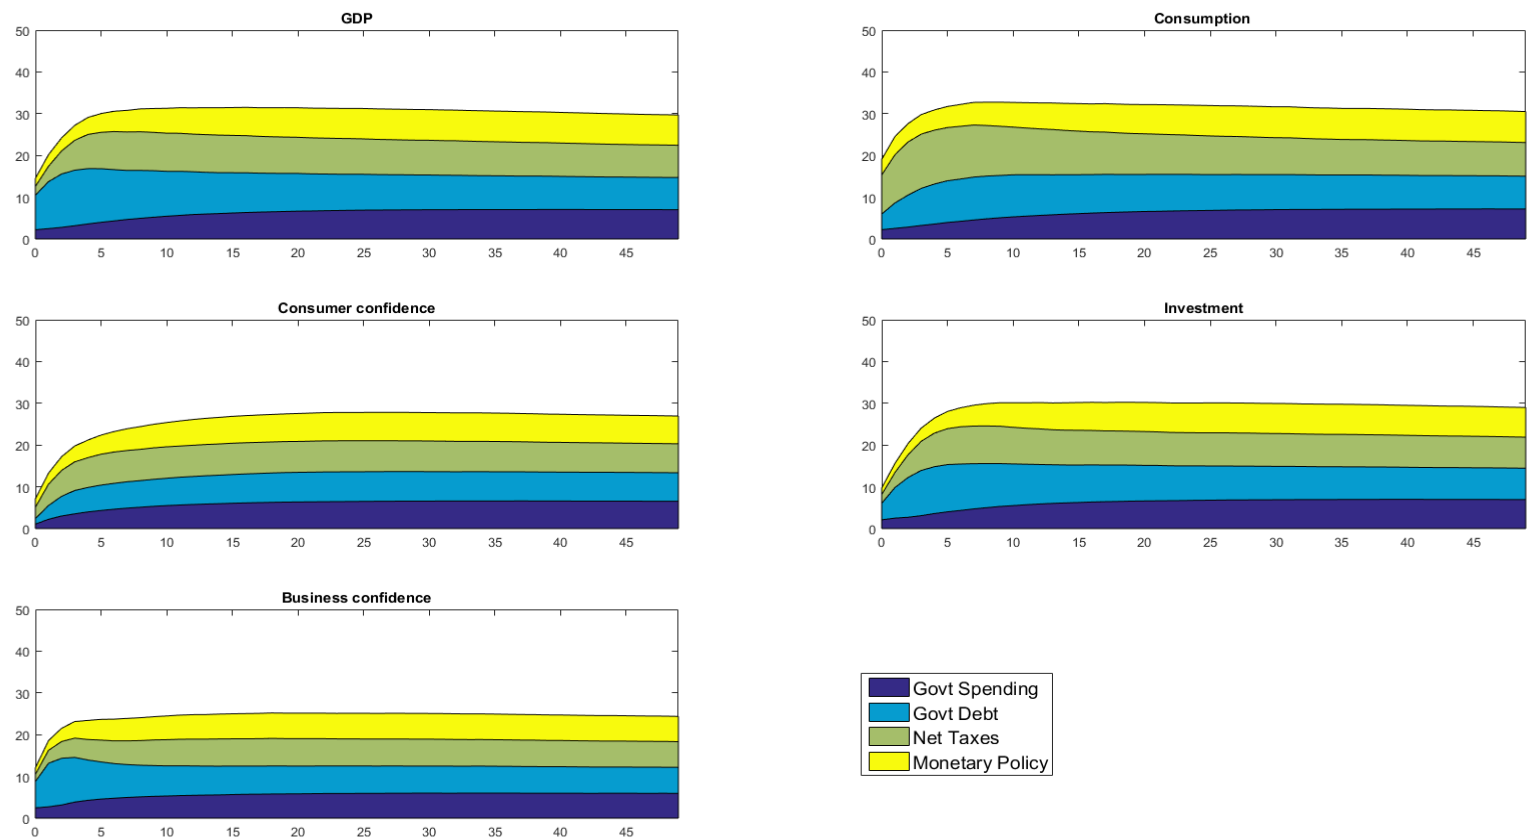 GDP
50
40
30
20
10
0
0 5 10 15 20 25 30 35 40 45
Consumption
50
40
30
20
10
0
0 5 10 15 20 25 30 35 40 45
Consumer confidence
50
40
30
20
10
0
0 5 10 15 20 25 30 35 40 45
Investment
50
40
30
20
10
0
0 5 10 15 20 25 30 35 40 45
Business confidence
50
40
30
20
10
0
0 5 10 15 20 25 30 35 40 45
Govt Spending
Govt Debt
Net Taxes
Monetary Policy